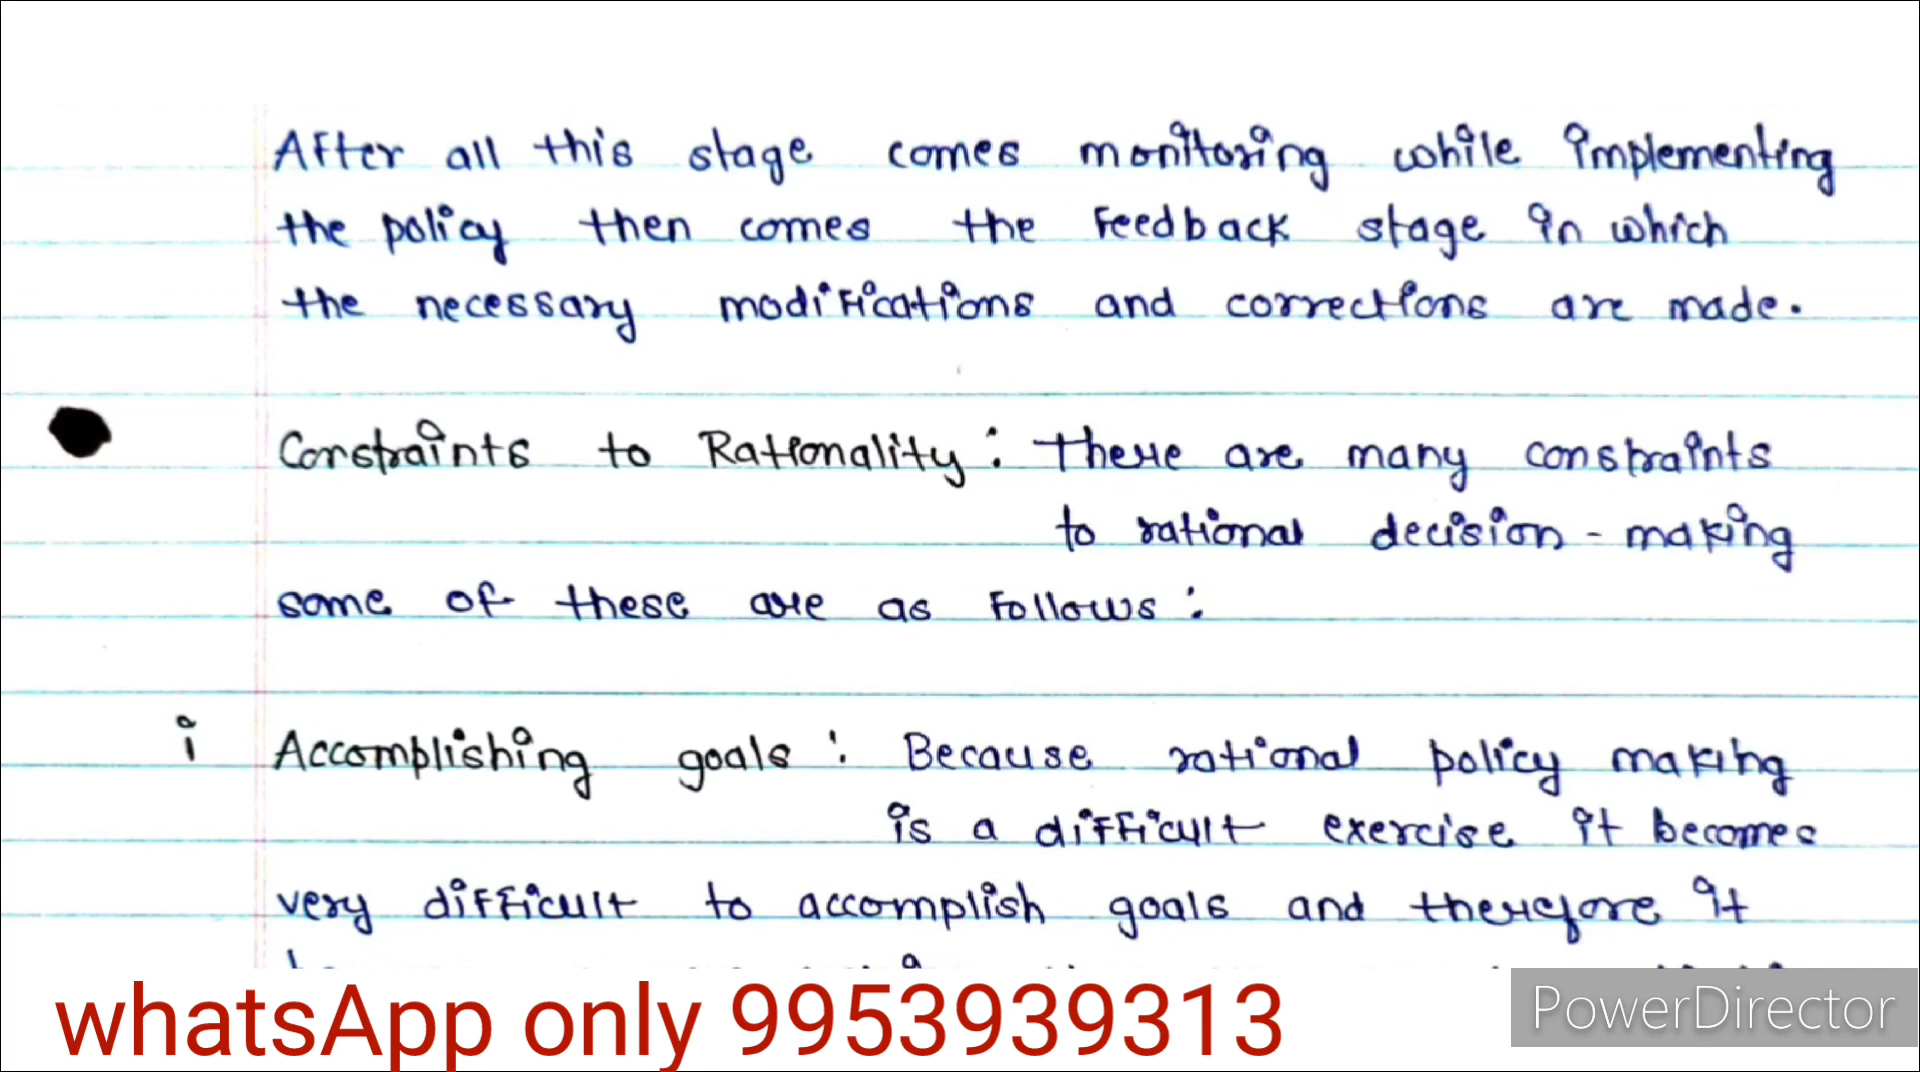 After all this stage comes monitoring while implementing
the policy then comes the Feedback stage in which
the necessary modifications and corrections are made.
Constraints to Rationality : There are many constraints
to rational decision - making
some of these are as follows :
i Accomplishing goals : Because rational policy making
is a difficult exercise it becomes
very difficult to accomplish goals and therefore it
whatsApp only 9953939313
PowerDirector